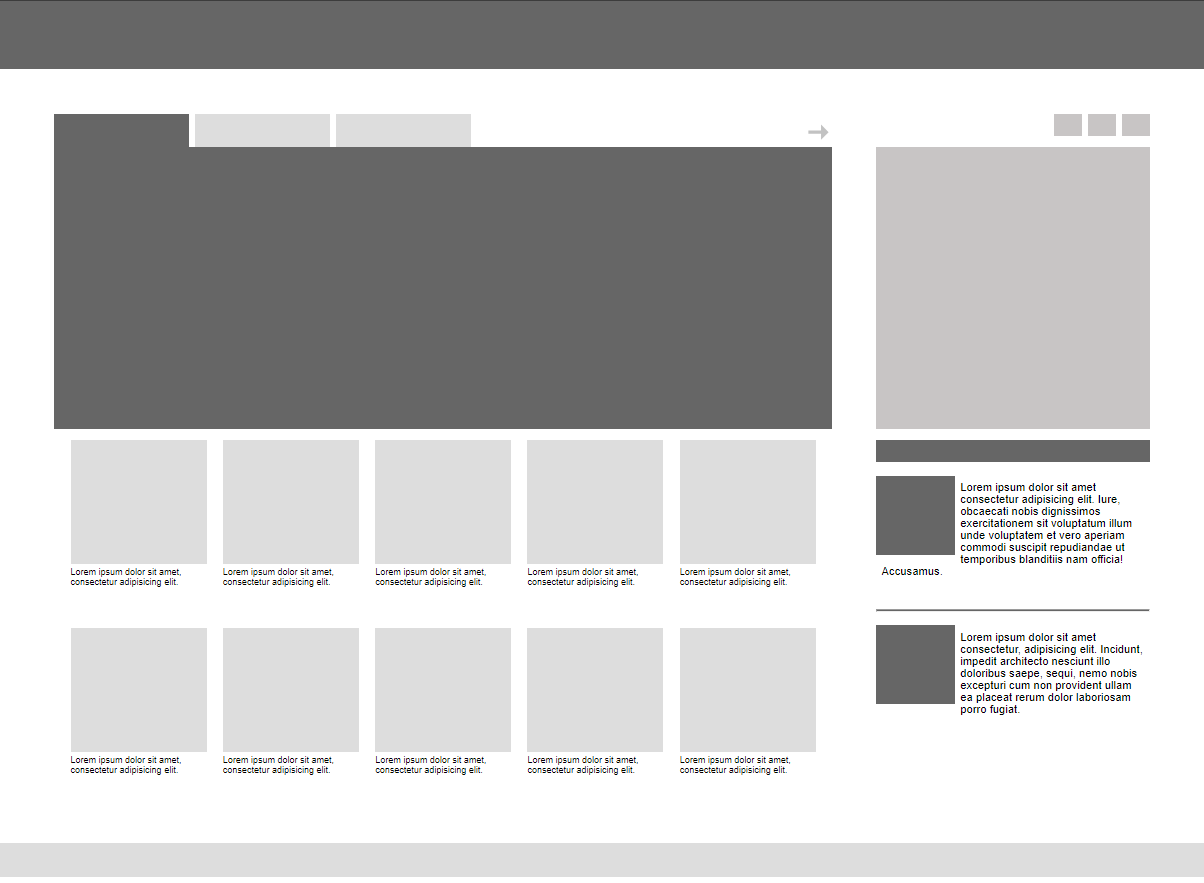 Lorem ipsum dolor sit amet,
consectetur adipisicing elit.
Lorem ipsum dolor sit amet,
consectetur adipisicing elit.
Lorem ipsum dolor sit amet,
consectetur adipisicing elit.
Lorem ipsum dolor sit amet,
consectetur adipisicing elit.
Lorem ipsum dolor sit amet,
consectetur adipisicing elit.
Lorem ipsum dolor sit amet,
consectetur adipisicing elit.
Lorem ipsum dolor sit amet,
consectetur adipisicing elit.
Lorem ipsum dolor sit amet,
consectetur adipisicing elit.
Lorem ipsum dolor sit amet,
consectetur adipisicing elit.
Lorem ipsum dolor sit amet,
consectetur adipisicing elit.
Lorem ipsum dolor sit amet
consectetur adipisicing elit. Iure,
obcaecati nobis dignissimos
exercitationem sit voluptatum illum
unde voluptatem et vero aperiam
commodi suscipit repudiandae ut
temporibus blanditiis nam officia!
Accusamus.
Lorem ipsum dolor sit amet
consectetur, adipisicing elit. Incidunt,
impedit architecto nesciunt illo
doloribus saepe, sequi, nemo nobis
excepturi cum non provident ullam
ea placeat rerum dolor laboriosam
porro fugiat.